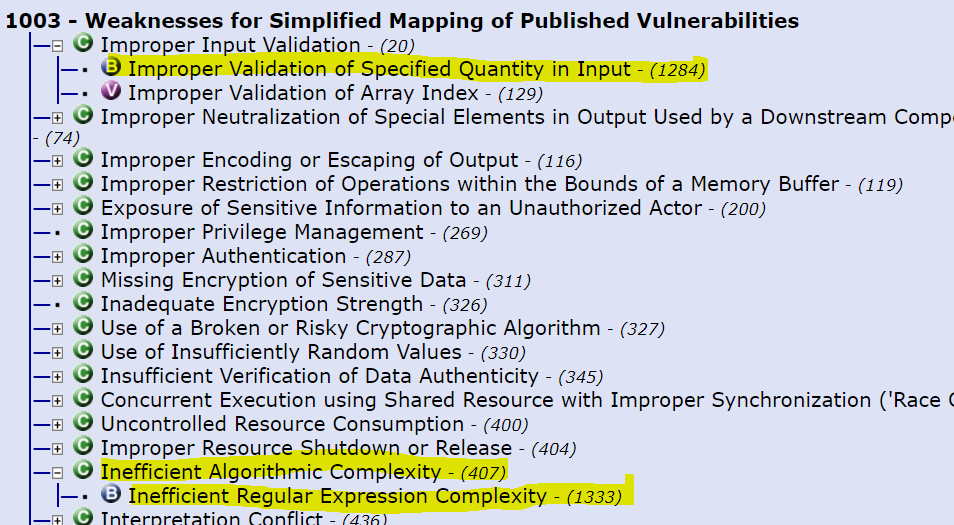 1003 - Weaknesses for Simplified Mapping of Published Vulnerabilities
C Improper Input Validation - (20)
B Improper Validation of Specified Quantity in Input - (1284)
V Improper Validation of Array Index - (129)
C Improper Neutralization of Special Elements in Output Used by a Downstream
- (74)
C Improper Encoding or Escaping of Output - (116)
C Improper Restriction of Operations within the Bounds of a Memory Buffer - (119)
C Exposure of Sensitive Information to an Unauthorized Actor - (200)
C Improper Privilege Management - (269)
C Improper Authentication - (287)
C Missing Encryption of Sensitive Data - (311)
C Inadequate Encryption Strength - (326)
C Use of a Broken or Risky Cryptographic Algorithm - (327)
C Use of Insufficiently Random Values - (330)
C Insufficient Verification of Data Authenticity - (345)
C Concurrent Execution using Shared Resource with Improper Synchronization ('Race
C Uncontrolled Resource Consumption - (400)
C Improper Resource Shutdown or Release - (404)
C Inefficient Algorithmic Complexity - (407)
B Inefficient Regular Expression Complexity - (1333)
C Interpretation Conflict - (436)